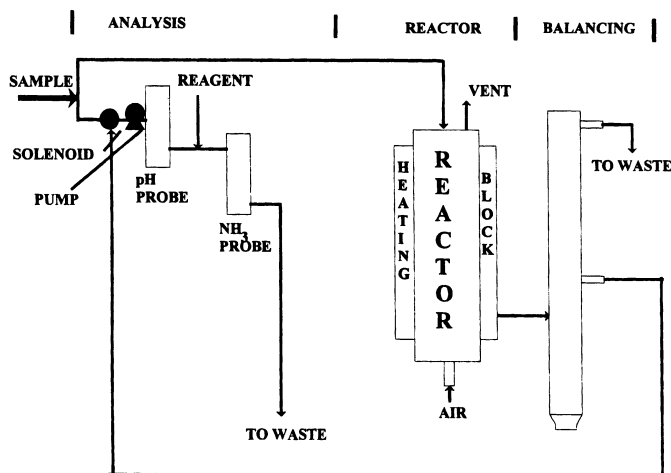 ANALYSIS
REACTOR
BALANCING
SAMPLE
REAGENT
VENT
SOLENOID
PUMP
pH
PROBE
NH3
PROBE
HEATING
REACTOR
BLOCK
TO WASTE
AIR
TO WASTE